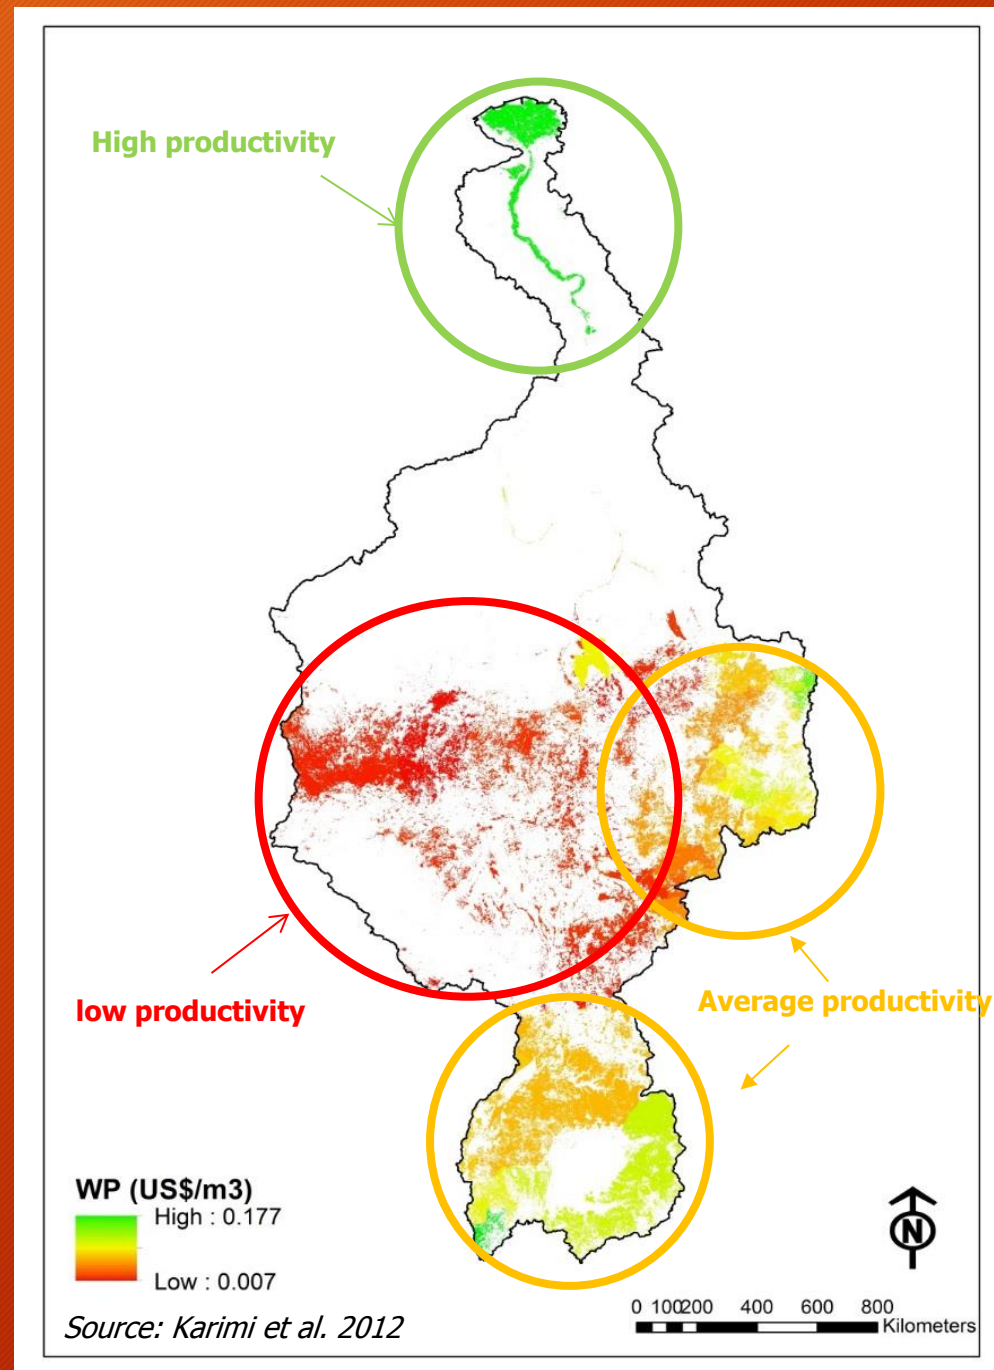 High productivity
low productivity
Average productivity
WP (US$/m3)
High : 0.177
Low : 0.007
N
0 100200 400 600 800
Kilometers
Source: Karimi et al. 2012